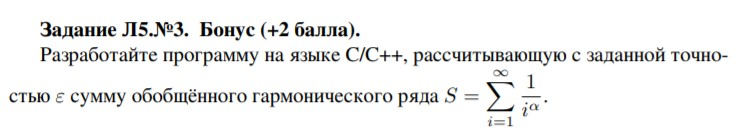 Задание Л5.№3. Бонус (+2 балла).
Разработайте программу на языке C/C++, рассчитывающую с заданной точно-
стью ε сумму обобщённого гармонического ряда $S = \sum_{i=1}^{\infty} \frac{1}{i^{\alpha}}$.